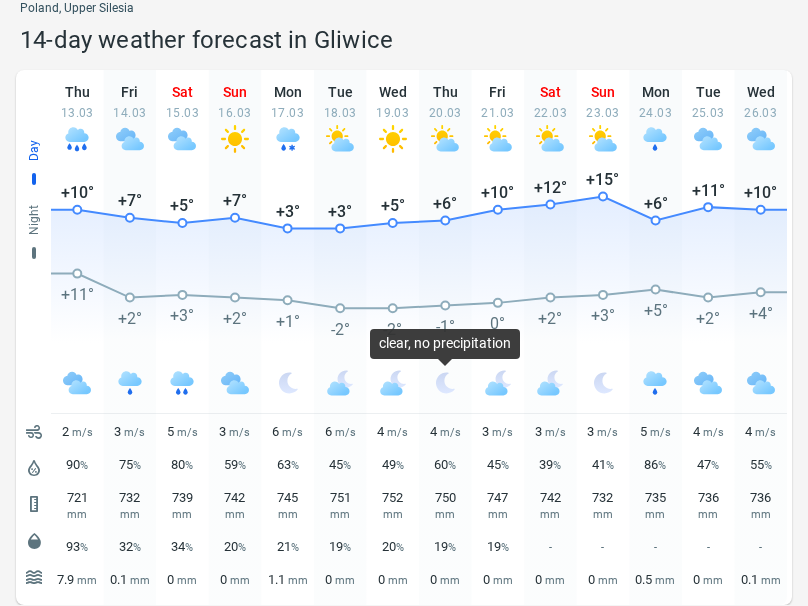 Poland, Upper Silesia
14-day weather forecast in Gliwice
Thu Fri Sat Sun Mon Tue Wed Thu Fri Sat Sun Mon Tue Wed
13.03 14.03 15.03 16.03 17.03 18.03 19.03 20.03 21.03 22.03 23.03 24.03 25.03 26.03
Day
+10° +7° +5° +7° +3° +3° +5° +6° +10° +12° +15° +6° +11° +10°
Night
+11° +2° +3° +2° +1° -2° -1° 0° +2° +3° +5° +2° +4°
clear, no precipitation
2 m/s 3 m/s 5 m/s 3 m/s 6 m/s 6 m/s 4 m/s 4 m/s 3 m/s 3 m/s 3 m/s 5 m/s 4 m/s 4 m/s
90% 75% 80% 59% 63% 45% 49% 60% 45% 39% 41% 86% 47% 55%
721 732 739 742 745 751 752 750 747 742 732 735 736 736
mm mm mm mm mm mm mm mm mm mm mm mm mm mm
93% 32% 34% 20% 21% 19% 20% 19% 19% - - - - -
7.9 mm 0.1 mm 0 mm 0 mm 1.1 mm 0 mm 0 mm 0 mm 0 mm 0 mm 0 mm 0.5 mm 0 mm 0.1 mm